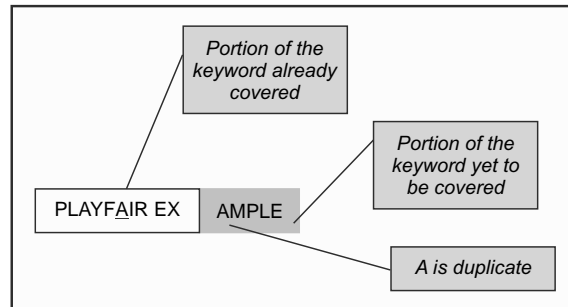 Portion of the
keyword already
covered
Portion of the
keyword yet to
be covered
PLAYFAIR EX AMPLE
A is duplicate